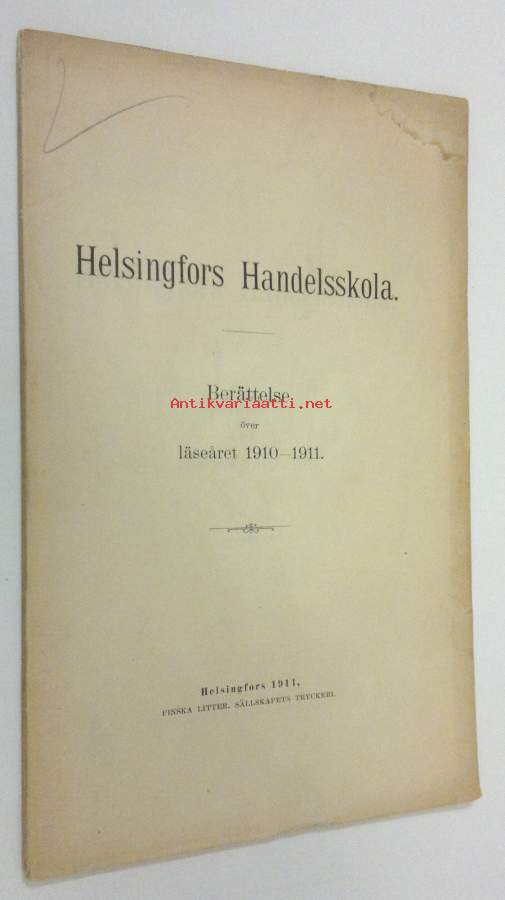 Helsingfors Handelsskola.
Berättelse
Antikvariaatti.net
över
läseåret 1910—1911.
Helsingfors 1911,
FINSKA LITTER. SÄLLSKAPETS TRYCKERI.